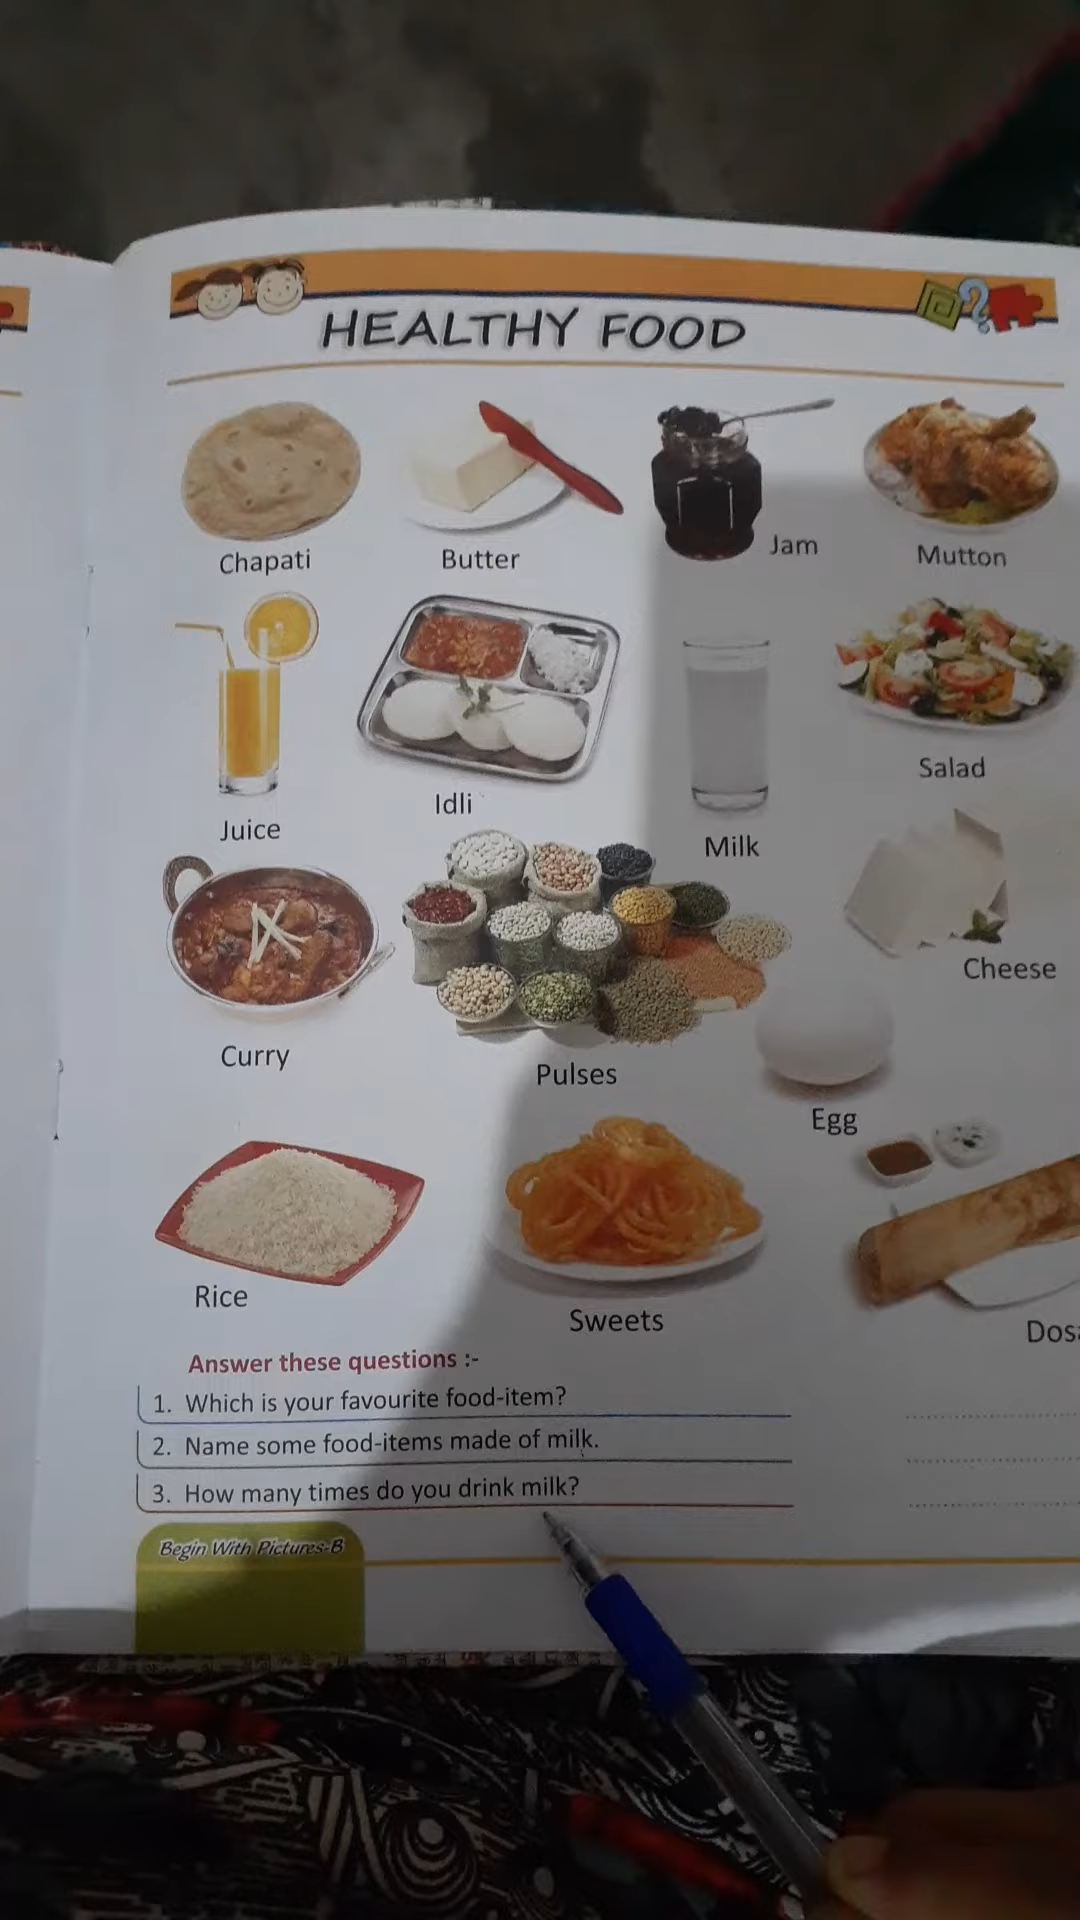 HEALTHY FOOD
Chapati
Butter
Jam
Mutton
Juice
Idli
Milk
Salad
Curry
Pulses
Cheese
Egg
Rice
Sweets
Dosa
Answer these questions :-
1. Which is your favourite food-item?
2. Name some food-items made of milk.
3. How many times do you drink milk?
Begin With Pictures-B